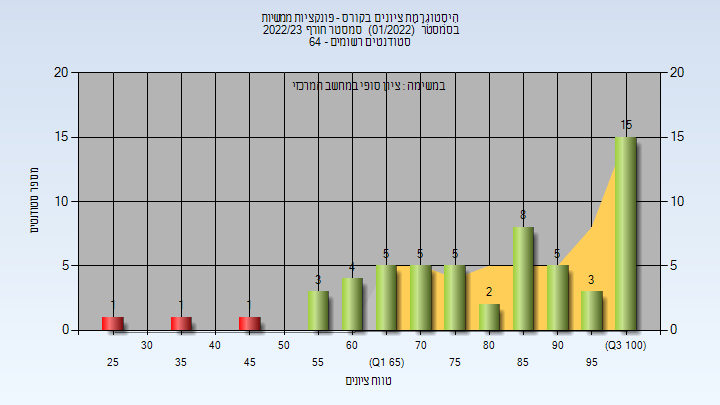 היסטוגרמת ציונים בקורס - פונקציות ממשיות
בסמסטר (01/2022) סמסטר חורף 2022/23
סטודנטים רשומים - 64
במשימה : ציון סופי במחשב המרכזי
20 20
15 15
10 10
5 5
0 0
מספר סטודנטים
1 1 1 3 4 5 5 5 2 8 5 3 15
30 40 50 60 70 80 90 (Q3 100)
25 35 45 55 (Q1 65) 75 85 95
טווח ציונים